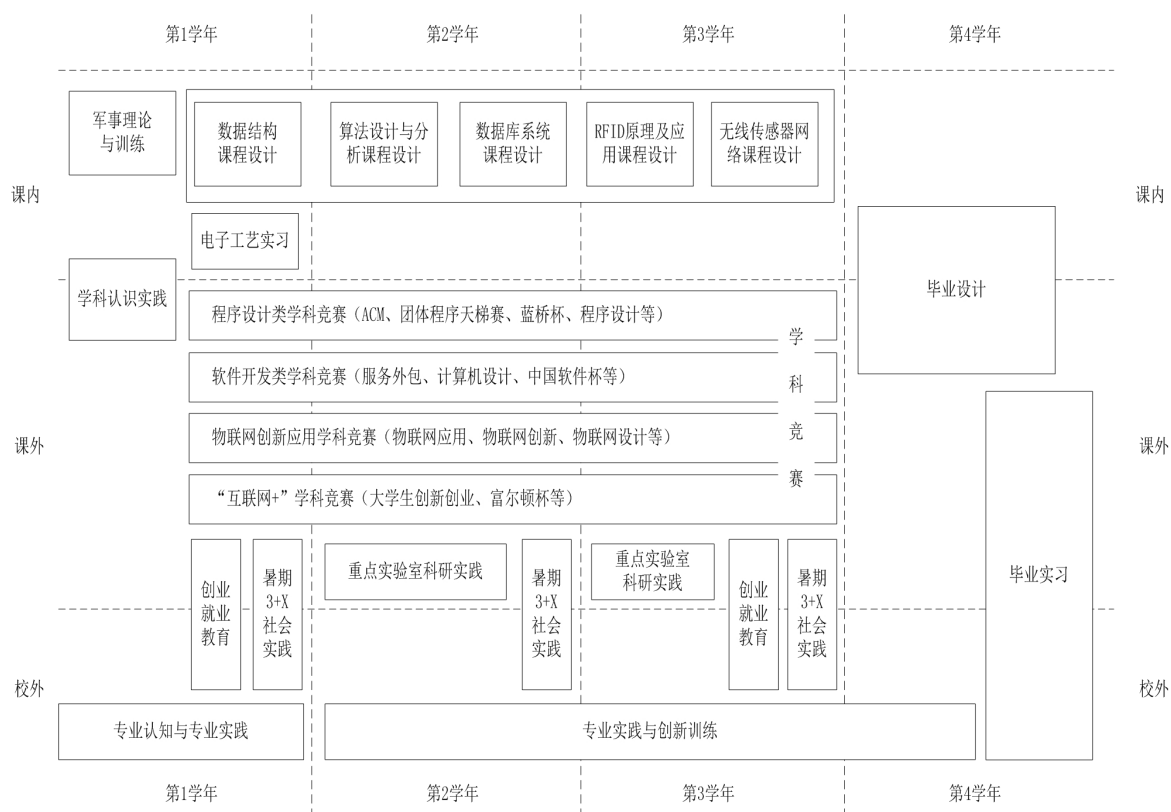 第1学年
第2学年
第3学年
第4学年
军事理论
与训练
数据结构
课程设计
算法设计与分
析课程设计
数据库系统
课程设计
RFID原理及应
用课程设计
无线传感器网
络课程设计
课内
课内
电子工艺实习
学科认识实践
毕业设计
程序设计类学科竞赛（ACM、团体程序天梯赛、蓝桥杯、程序设计等）
软件开发类学科竞赛（服务外包、计算机设计、中国软件杯等）
物联网创新应用学科竞赛（物联网应用、物联网创新、物联网设计等）
“互联网+”学科竞赛（大学生创新创业、富尔顿杯等）
学
科
竞
赛
课外
课外
创业
就业
教育
暑期
3+X
社会
实践
重点实验室科研实践
暑期
3+X
社会
实践
重点实验室
科研实践
创业
就业
教育
暑期
3+X
社会
实践
毕业实习
校外
校外
专业认知与专业实践
专业实践与创新训练
第1学年
第2学年
第3学年
第4学年